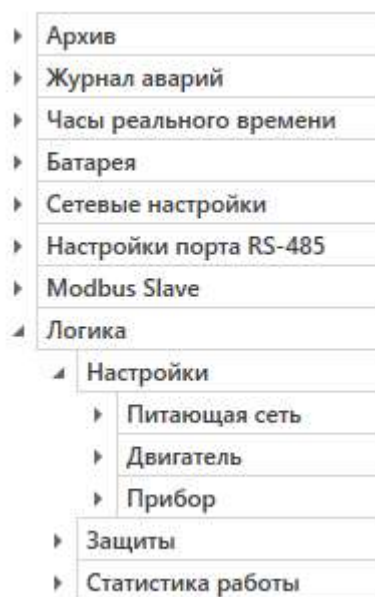 Архив
Журнал аварий
Часы реального времени
Батарея
Сетевые настройки
Настройки порта RS-485
Modbus Slave
Логика
Настройки
Питающая сеть
Двигатель
Прибор
Защиты
Статистика работы